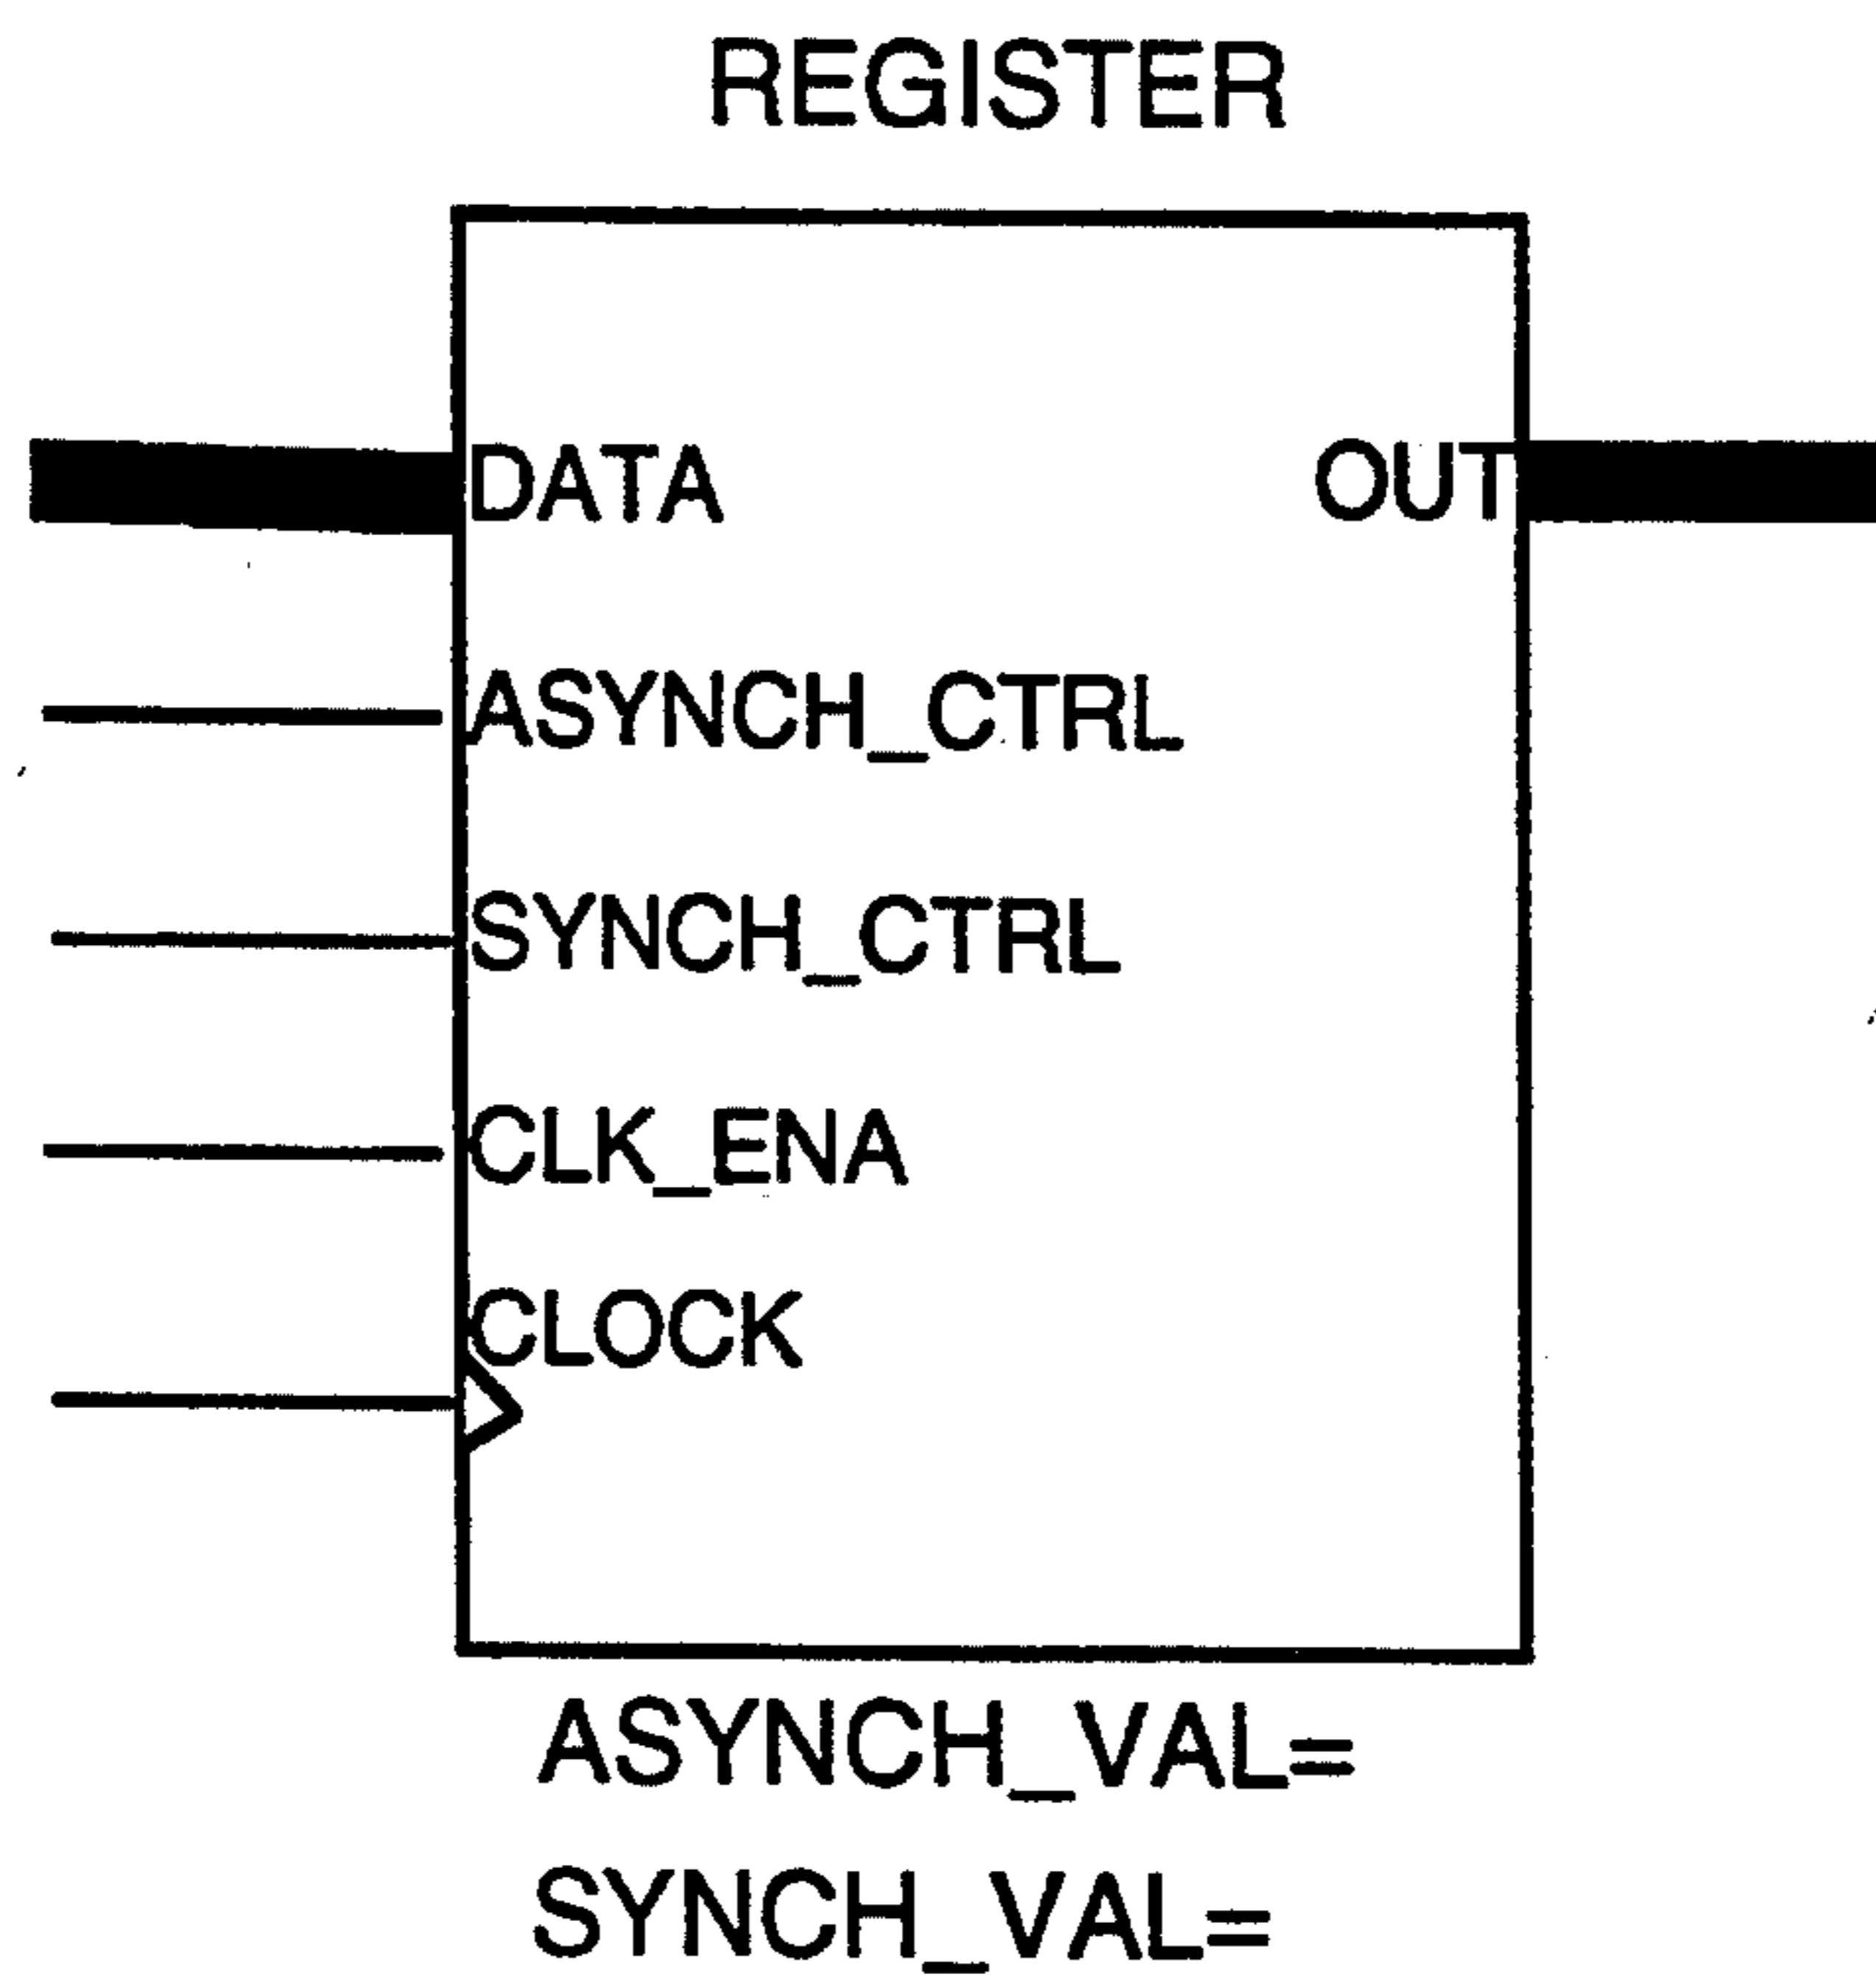 REGISTER
DATA OUT
ASYNCH_CTRL
SYNCH_CTRL
CLK_ENA
CLOCK
ASYNCH_VAL=
SYNCH_VAL=